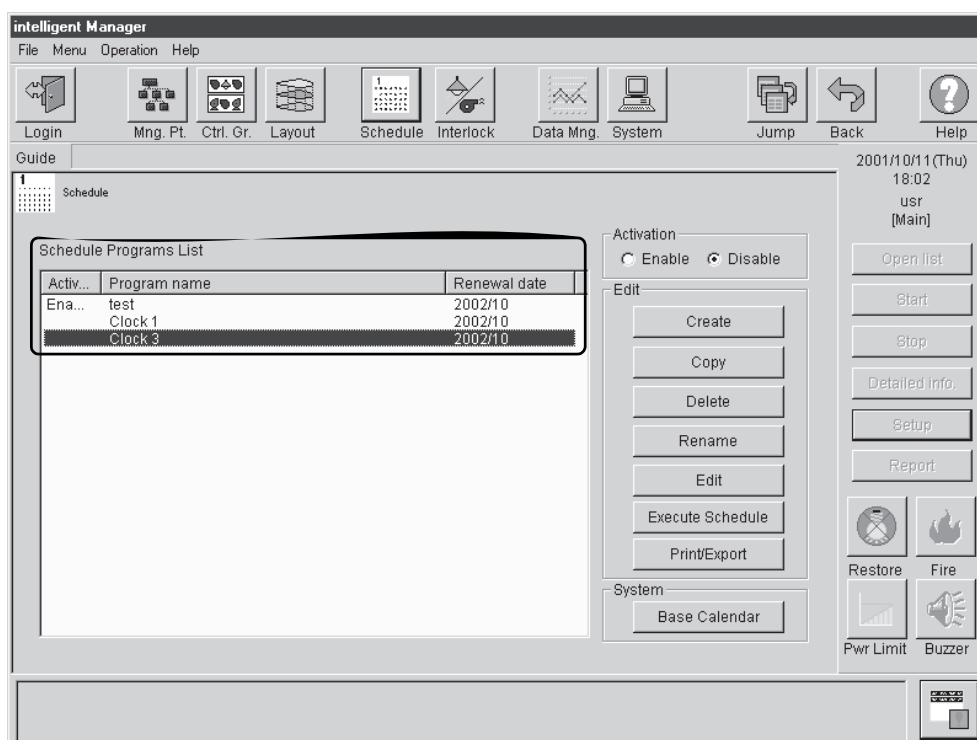 intelligent Manager
File Menu Operation Help
Login Mng. Pt. Ctrl. Gr. Layout Schedule Interlock Data Mng. System Jump Back Help
Guide
2001/10/11(Thu)
18:02
usr
[Main]
1
Schedule
Schedule Programs List
Activ... Program name Renewal date
Ena... test 2002/10
Clock 1 2002/10
Clock 3 2002/10
Activation
Enable Disable
Edit
Create
Copy
Delete
Rename
Edit
Execute Schedule
Print/Export
System
Base Calendar
Open list
Start
Stop
Detailed info.
Setup
Report
Restore Fire
Pwr Limit Buzzer